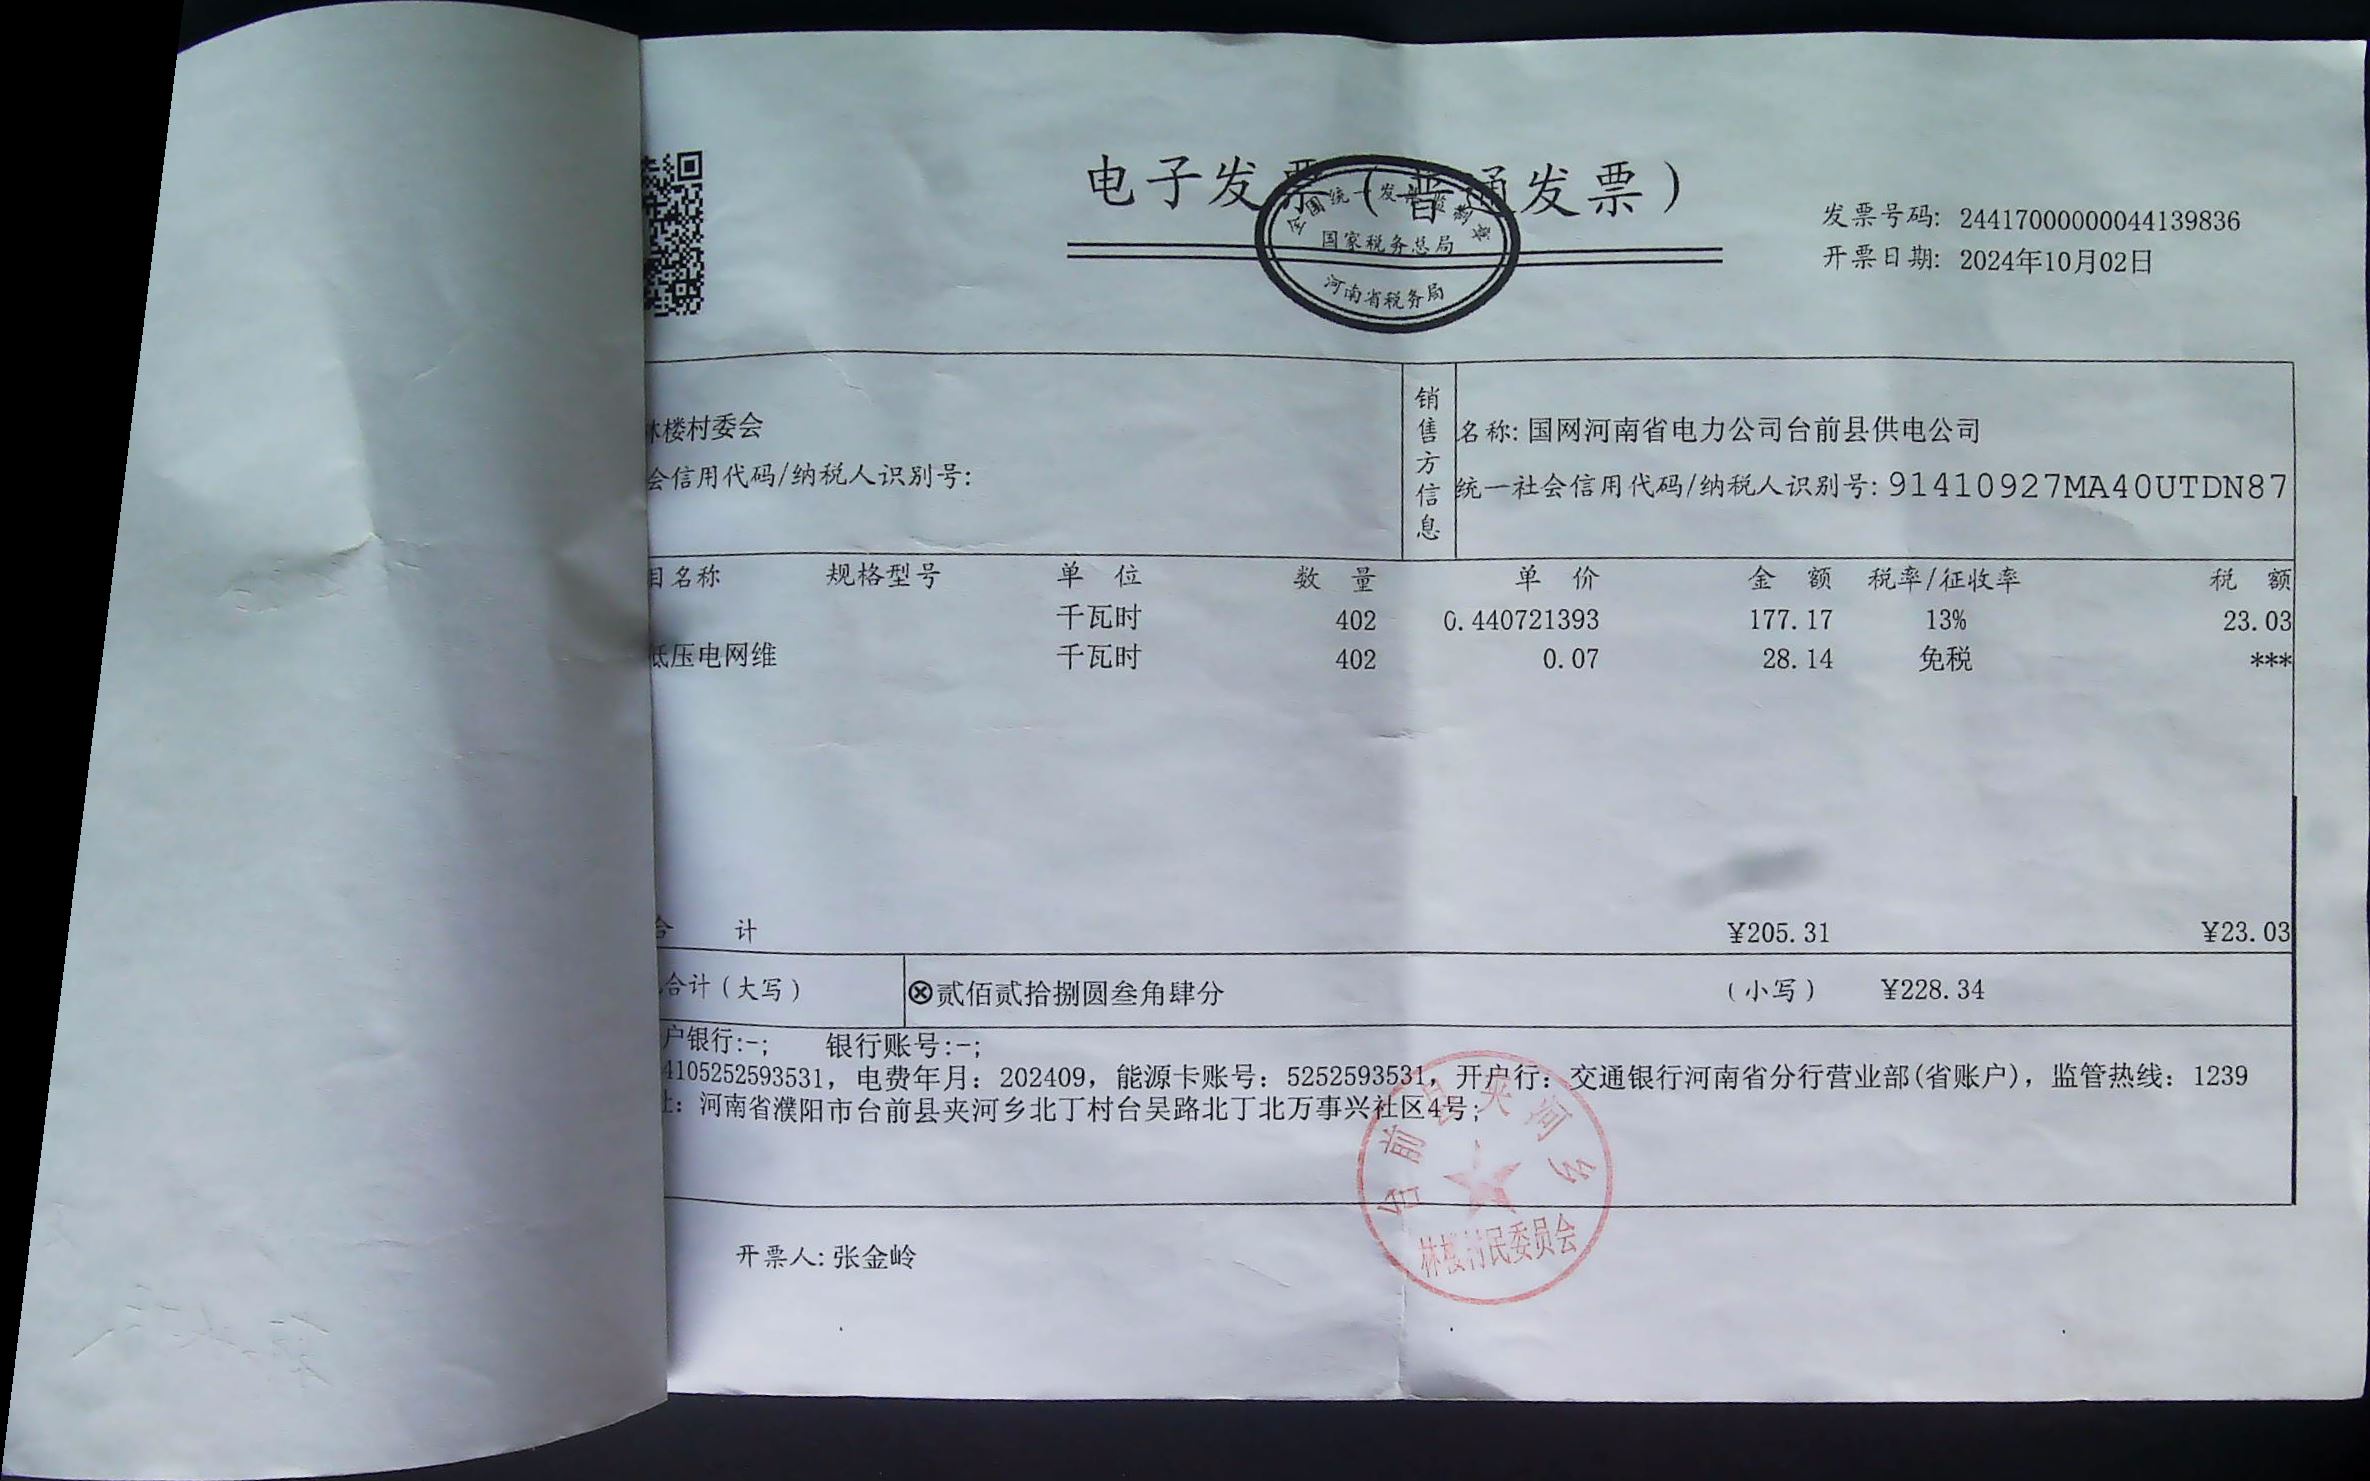 电子发票（普通发票）
全国统一发票监制章
国家税务总局
河南省税务局
发票号码: 24417000000044139836
开票日期: 2024年10月02日
林楼村委会
会信用代码/纳税人识别号:
销售方信息
名称: 国网河南省电力公司台前县供电公司
统一社会信用代码/纳税人识别号: 91410927MA40UTDN87
目名称 规格型号 单位 数量 单价 金额 税率/征收率 税额
千瓦时 402 0.440721393 177.17 13% 23.03
低压电网维 千瓦时 402 0.07 28.14 免税 ***
合计 ¥205.31 ¥23.03
合计（大写） ⊗贰佰贰拾捌圆叁角肆分 （小写） ¥228.34
户银行:-; 银行账号:-;
4105252593531, 电费年月: 202409, 能源卡账号: 5252593531, 开户行: 交通银行河南省分行营业部(省账户), 监管热线: 1239
址: 河南省濮阳市台前县夹河乡北丁村台吴路北丁北万事兴社区4号;
台前县夹河乡
林楼村民委员会
开票人: 张金岭